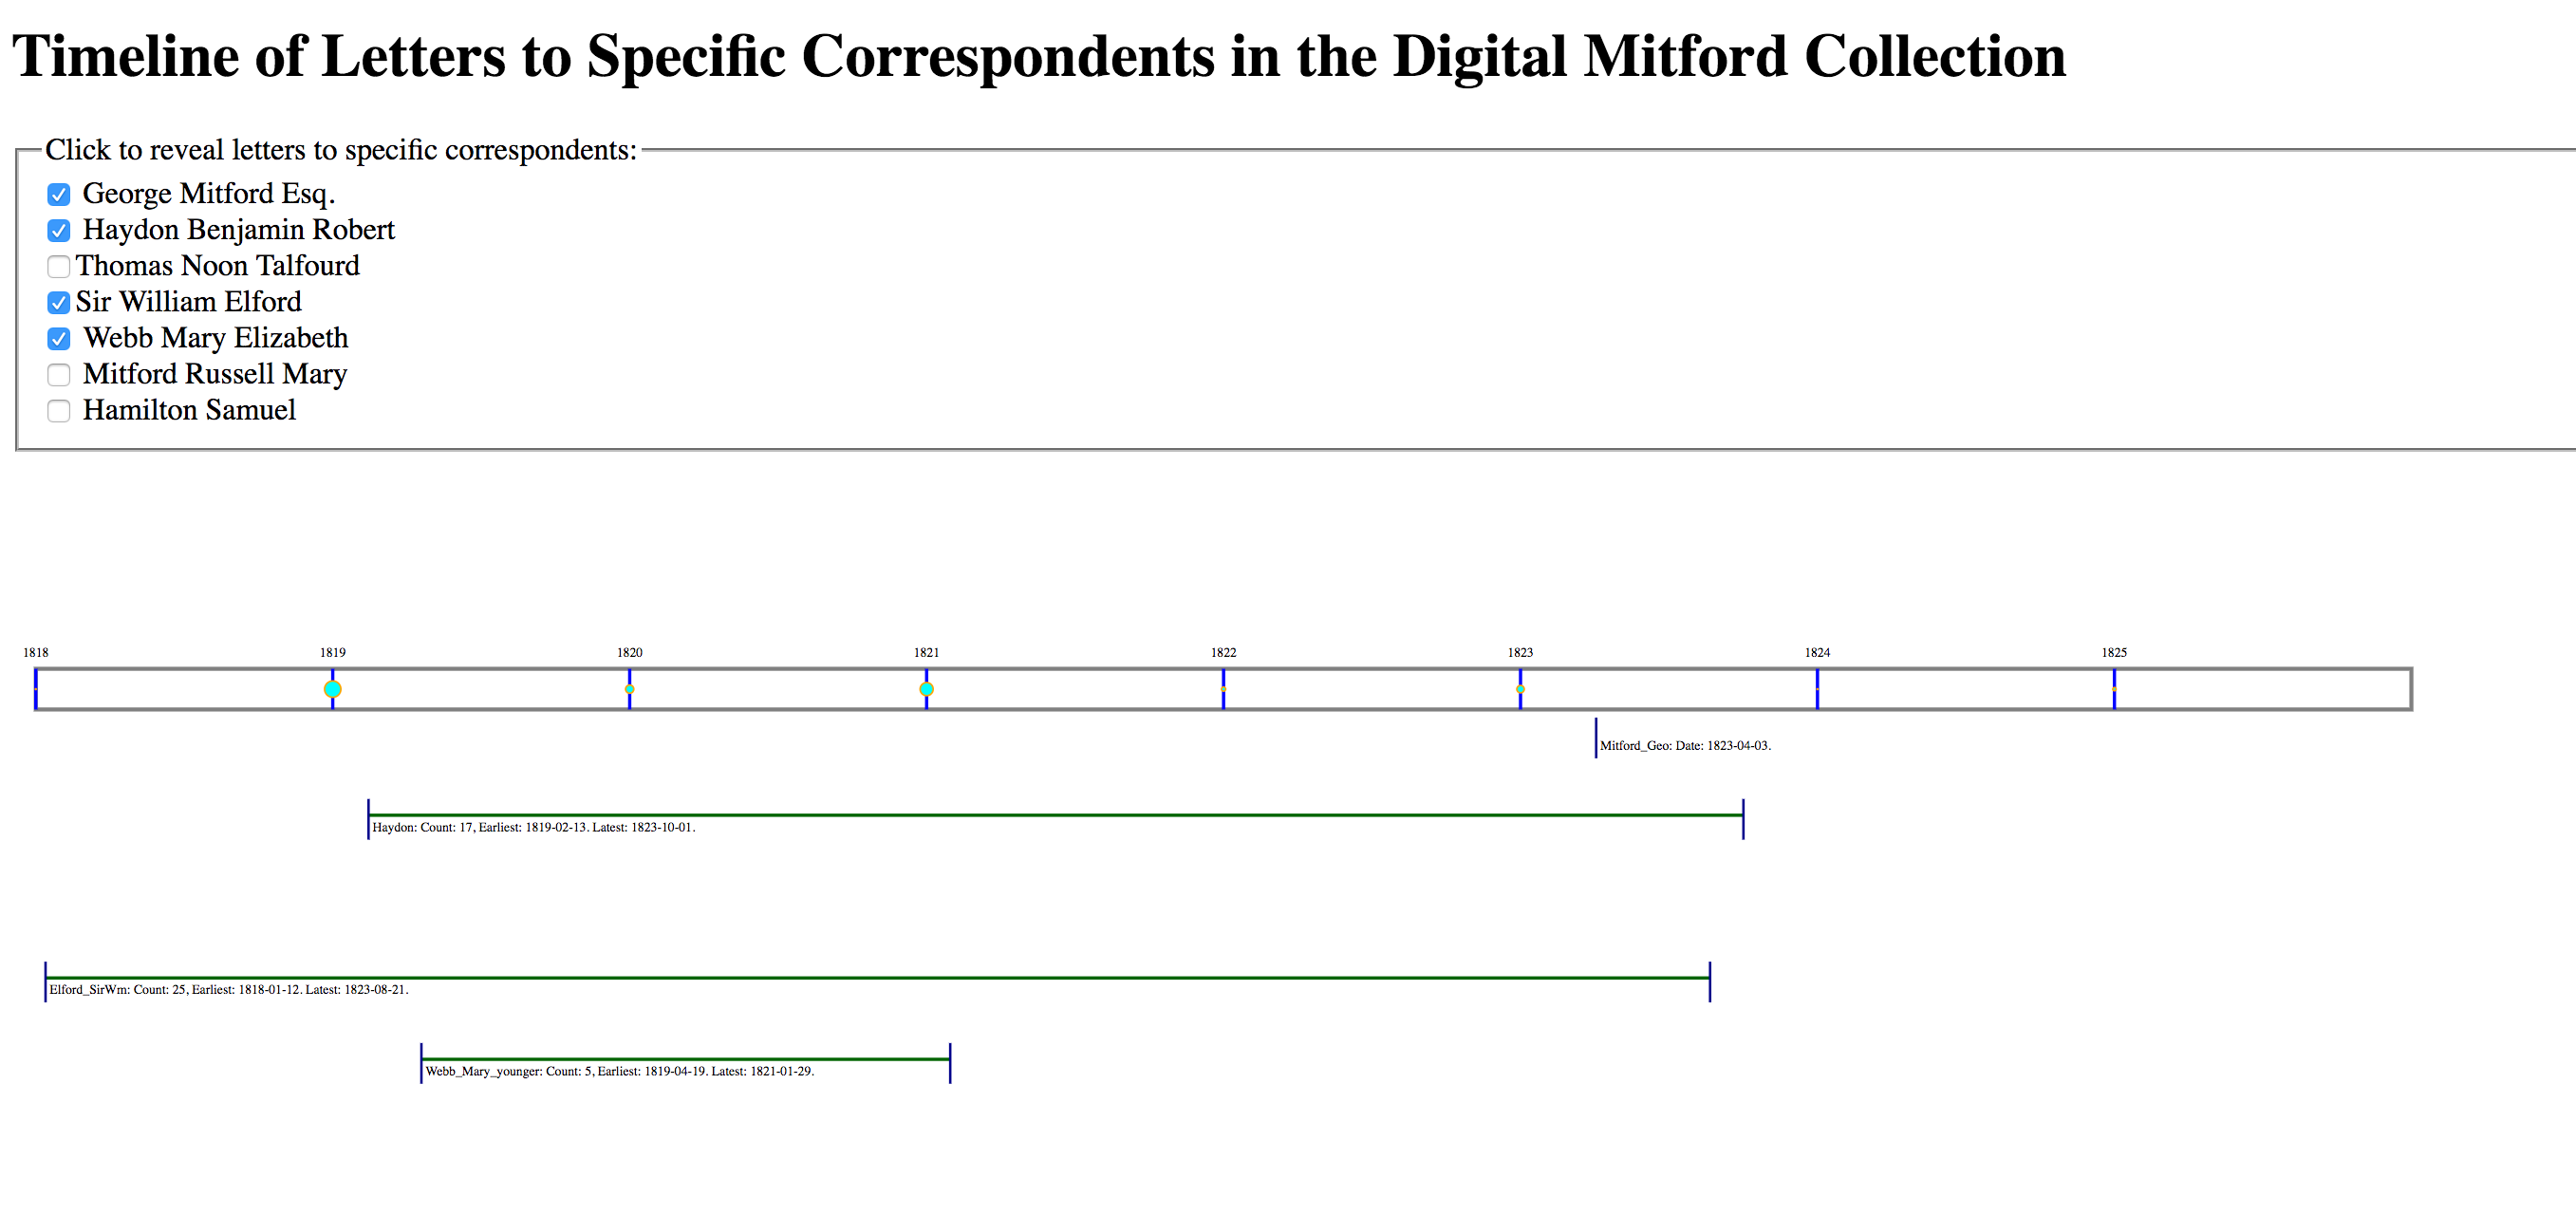 Timeline of Letters to Specific Correspondents in the Digital Mitford Collection
Click to reveal letters to specific correspondents:
George Mitford Esq.
Haydon Benjamin Robert
Thomas Noon Talfourd
Sir William Elford
Webb Mary Elizabeth
Mitford Russell Mary
Hamilton Samuel
1818 1819 1820 1821 1822 1823 1824 1825
Mitford_Geo: Date: 1823-04-03.
Haydon: Count: 17, Earliest: 1819-02-13. Latest: 1823-10-01.
Elford_SirWm: Count: 25, Earliest: 1818-01-12. Latest: 1823-08-21.
Webb_Mary_younger: Count: 5, Earliest: 1819-04-19. Latest: 1821-01-29.